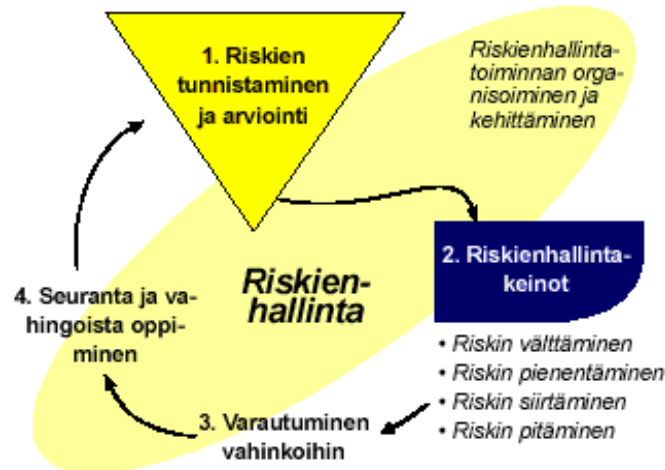 1. Riskien
tunnistaminen
ja arviointi
Riskienhallinta-
toiminnan orga-
nisoiminen ja
kehittäminen
2. Riskienhallinta-
keinot
• Riskin välttäminen
• Riskin pienentäminen
• Riskin siirtäminen
• Riskin pitäminen
3. Varautuminen
vahinkoihin
4. Seuranta ja va-
hingoista oppi-
minen
Riskien-
hallinta